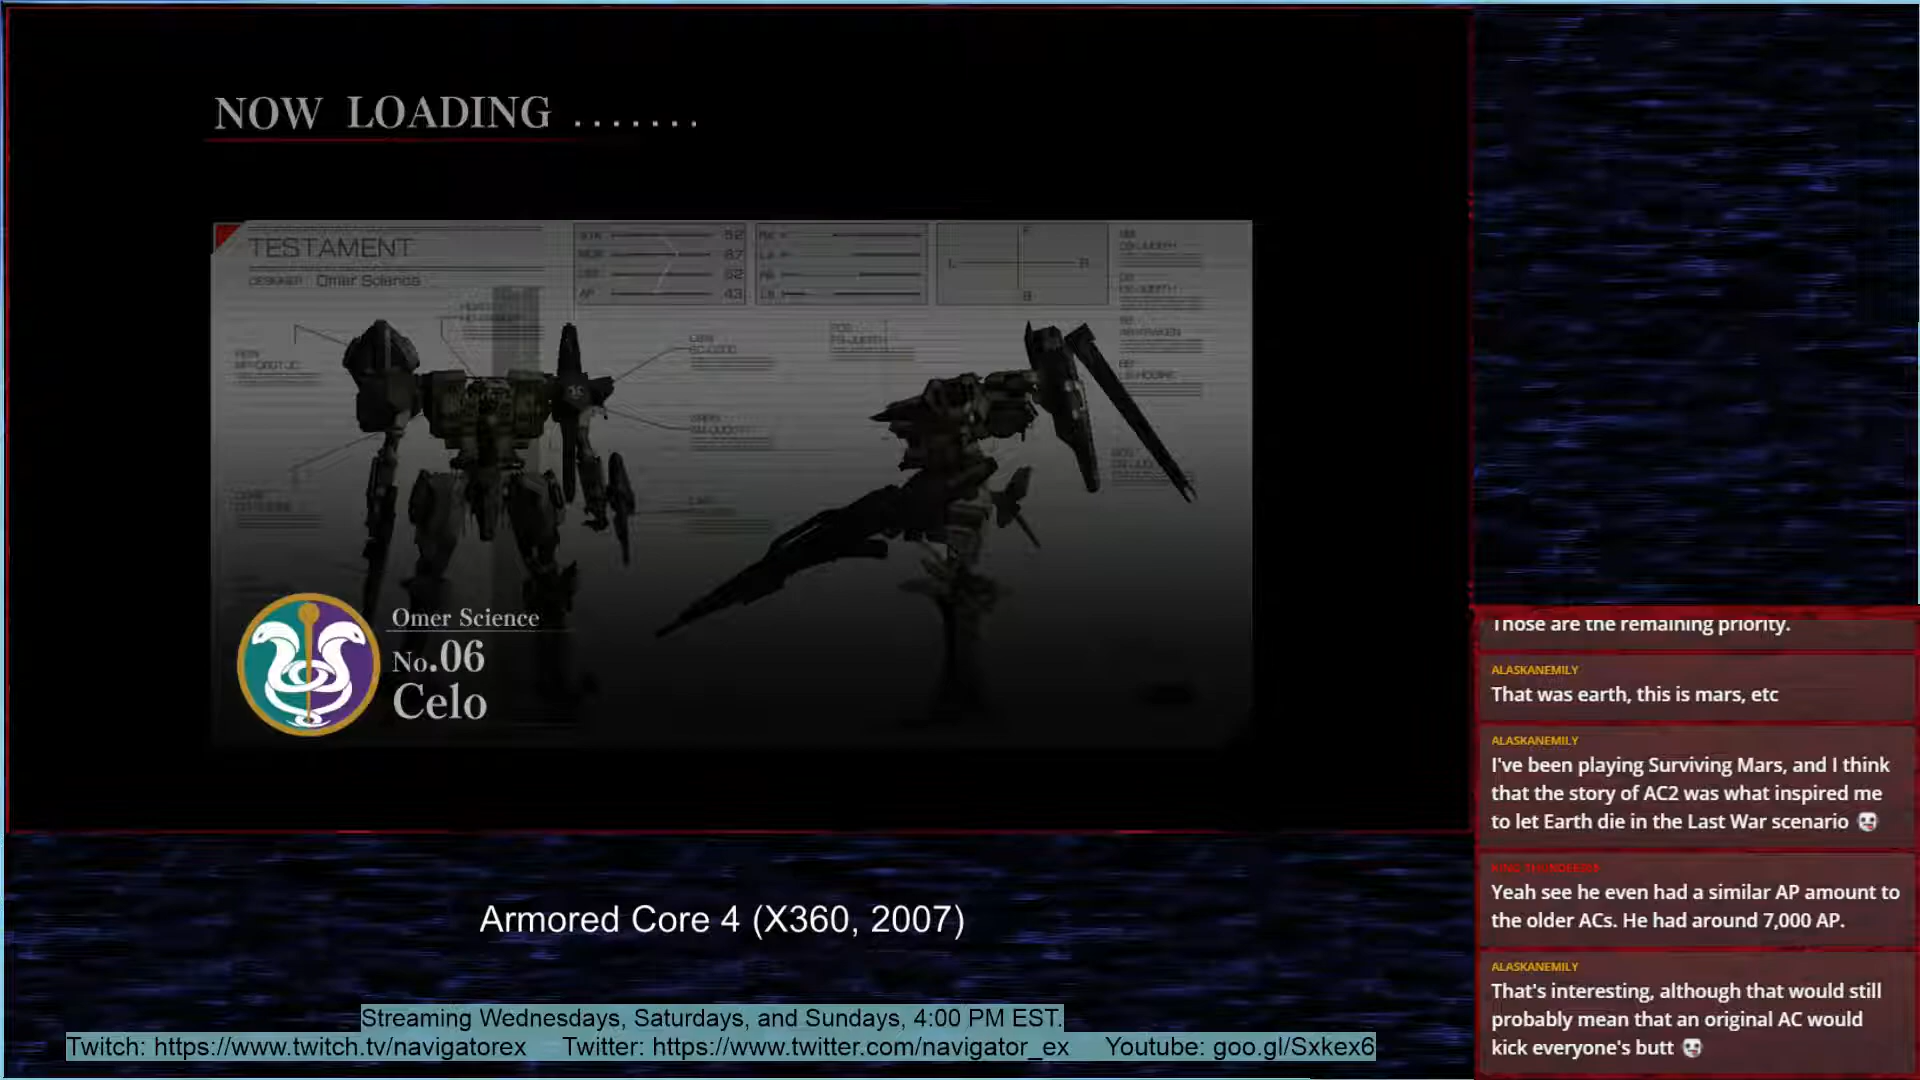 NOW LOADING .......
TESTAMENT
DESIGNER Omer Science
52
87
52
AP 43
F
L R
B
Omer Science
No.06
Celo
Those are the remaining priority.
ALASKANEMILY
That was earth, this is mars, etc
ALASKANEMILY
I've been playing Surviving Mars, and I think
that the story of AC2 was what inspired me
to let Earth die in the Last War scenario
Yeah see he even had a similar AP amount to
the older ACs. He had around 7,000 AP.
ALASKANEMILY
That's interesting, although that would still
probably mean that an original AC would
kick everyone's butt
Armored Core 4 (X360, 2007)
Streaming Wednesdays, Saturdays, and Sundays, 4:00 PM EST.
Twitch: https://www.twitch.tv/navigatorex Twitter: https://www.twitter.com/navigator_ex Youtube: goo.gl/Sxkex6